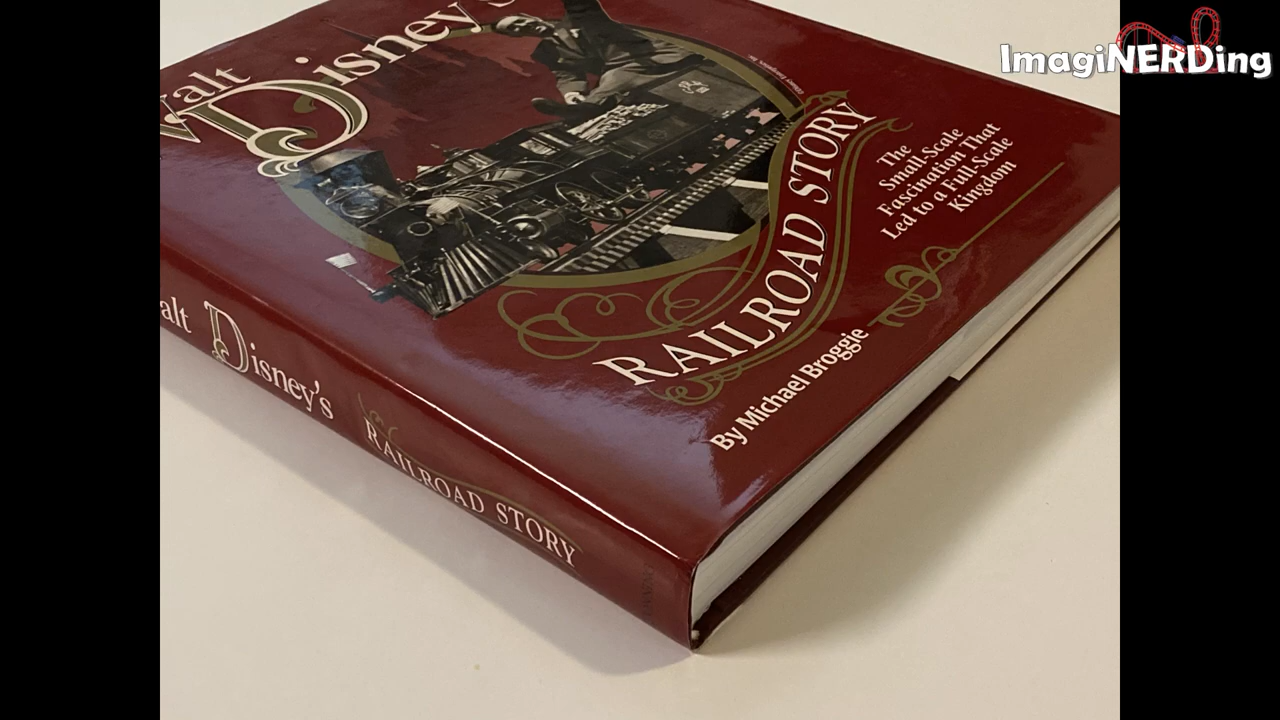 ImagiNERDing
Walt
Disney's
RAILROAD STORY
The
Small-Scale
Fascination That
Led to a Full-Scale
Kingdom
By Michael Broggie
alt Disney's RAILROAD STORY